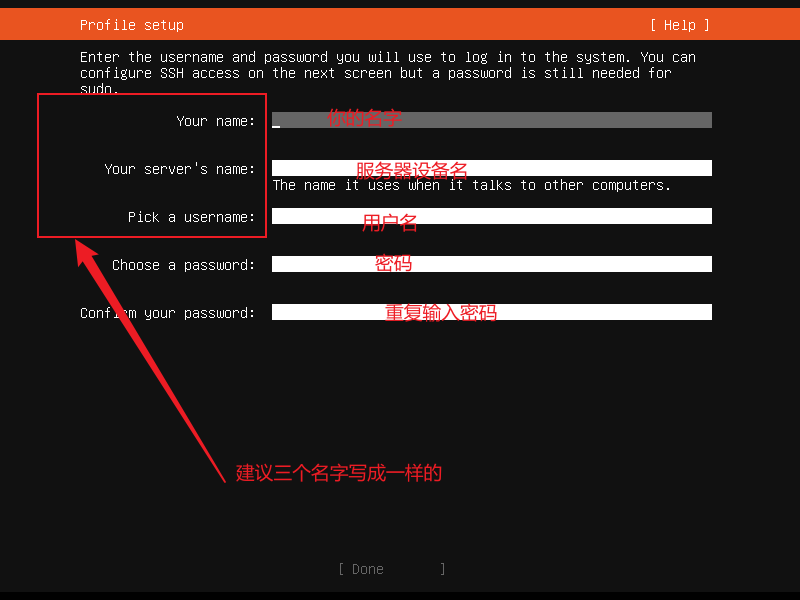 Profile setup [ Help ]
Enter the username and password you will use to log in to the system. You can
configure SSH access on the next screen but a password is still needed for
sudo.
Your name: 你的名字
Your server's name: 服务器设备名
The name it uses when it talks to other computers.
Pick a username: 用户名
Choose a password: 密码
Confirm your password: 重复输入密码
建议三个名字写成一样的
[ Done ]